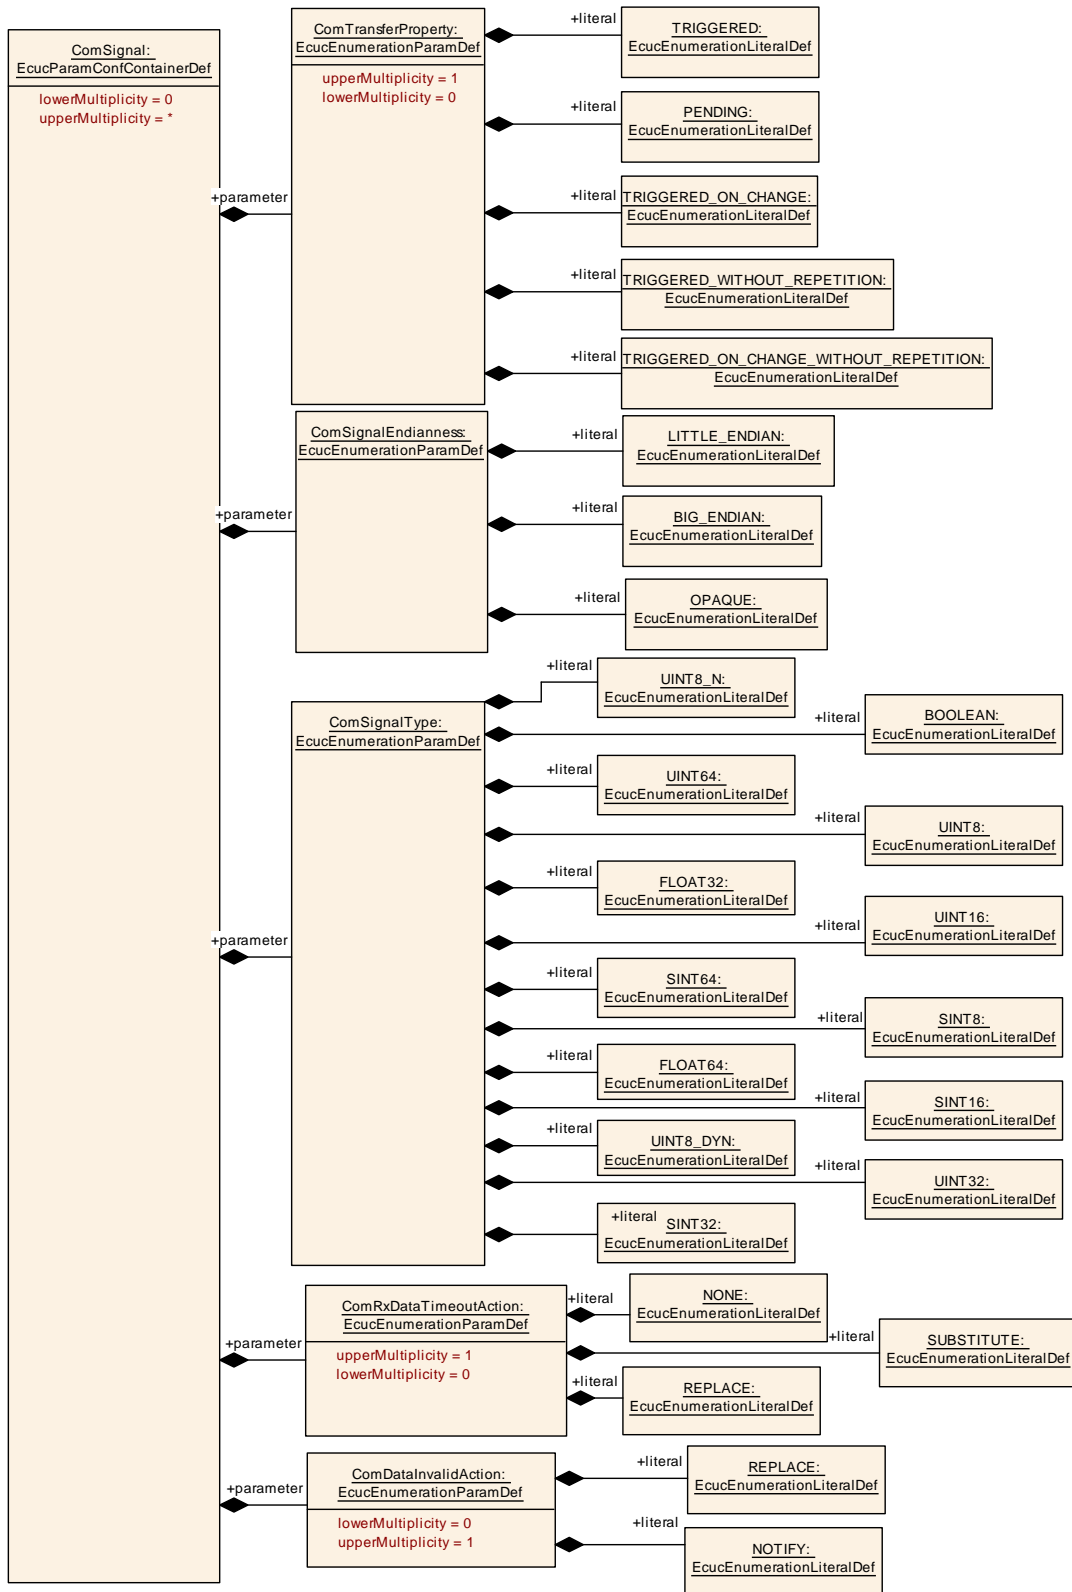 ComSignal:
EcucParamConfContainerDef
lowerMultiplicity = 0
upperMultiplicity = *
+parameter
ComTransferProperty:
EcucEnumerationParamDef
upperMultiplicity = 1
lowerMultiplicity = 0
+literal
TRIGGERED:
EcucEnumerationLiteralDef
+literal
PENDING:
EcucEnumerationLiteralDef
+literal
TRIGGERED_ON_CHANGE:
EcucEnumerationLiteralDef
+literal
TRIGGERED_WITHOUT_REPETITION:
EcucEnumerationLiteralDef
+literal
TRIGGERED_ON_CHANGE_WITHOUT_REPETITION:
EcucEnumerationLiteralDef
+parameter
ComSignalEndianness:
EcucEnumerationParamDef
+literal
LITTLE_ENDIAN:
EcucEnumerationLiteralDef
+literal
BIG_ENDIAN:
EcucEnumerationLiteralDef
+literal
OPAQUE:
EcucEnumerationLiteralDef
+parameter
ComSignalType:
EcucEnumerationParamDef
+literal
UINT8_N:
EcucEnumerationLiteralDef
+literal
BOOLEAN:
EcucEnumerationLiteralDef
+literal
UINT64:
EcucEnumerationLiteralDef
+literal
UINT8:
EcucEnumerationLiteralDef
+literal
FLOAT32:
EcucEnumerationLiteralDef
+literal
UINT16:
EcucEnumerationLiteralDef
+literal
SINT64:
EcucEnumerationLiteralDef
+literal
SINT8:
EcucEnumerationLiteralDef
+literal
FLOAT64:
EcucEnumerationLiteralDef
+literal
SINT16:
EcucEnumerationLiteralDef
+literal
UINT8_DYN:
EcucEnumerationLiteralDef
+literal
UINT32:
EcucEnumerationLiteralDef
+literal
SINT32:
EcucEnumerationLiteralDef
+parameter
ComRxDataTimeoutAction:
EcucEnumerationParamDef
upperMultiplicity = 1
lowerMultiplicity = 0
+literal
NONE:
EcucEnumerationLiteralDef
+literal
SUBSTITUTE:
EcucEnumerationLiteralDef
+literal
REPLACE:
EcucEnumerationLiteralDef
+parameter
ComDataInvalidAction:
EcucEnumerationParamDef
lowerMultiplicity = 0
upperMultiplicity = 1
+literal
REPLACE:
EcucEnumerationLiteralDef
+literal
NOTIFY:
EcucEnumerationLiteralDef